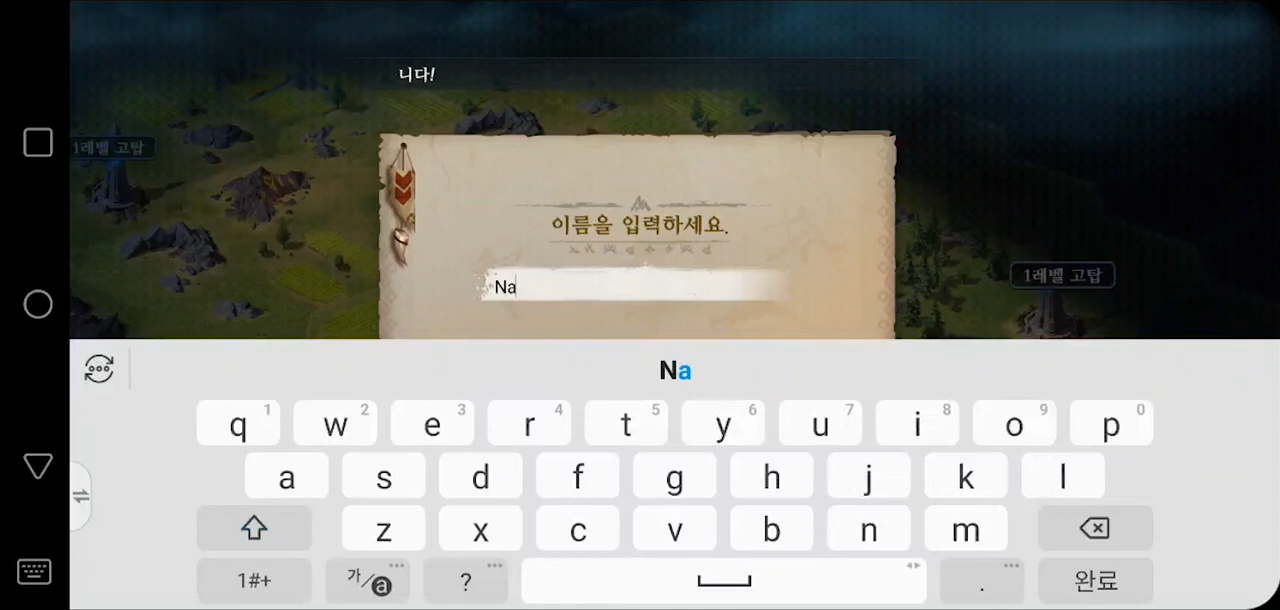 니다!
1레벨 고탑
이름을 입력하세요.
1레벨 고탑
Na
Na
q 1 w 2 e 3 r 4 t 5 y 6 u 7 i 8 o 9 p 0
a s d f g h j k l
z x c v b n m
1#+ 가/a ? . 완료